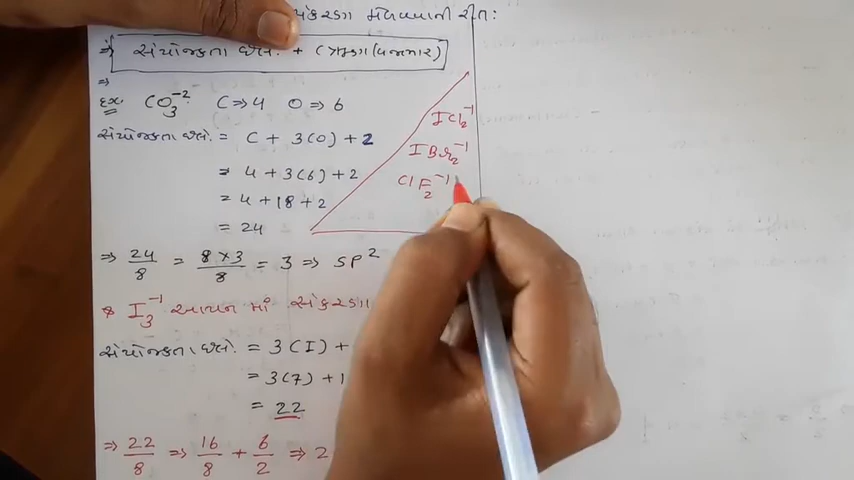 સંકરણ મેળવવાની રીત:
⇒ સંયોજકતા ઇલે. + ઋણભાર
⇒
Ex: CO₃⁻² C⇒4 O⇒6
સંયોજકતા ઇલે. = C + 3(O) + 2
= 4 + 3(6) + 2
= 4 + 18 + 2
= 24
⇒ 24/8 = 8×3/8 = 3 ⇒ SP²
ICl₂⁻¹
IBr₂⁻¹
ClF₂⁻¹
* I₃⁻¹ આયન માં સંકરણ
સંયોજકતા ઇલે. = 3(I) +
= 3(7) + 1
= 22
⇒ 22/8 ⇒ 16/8 + 6/2 ⇒ 2